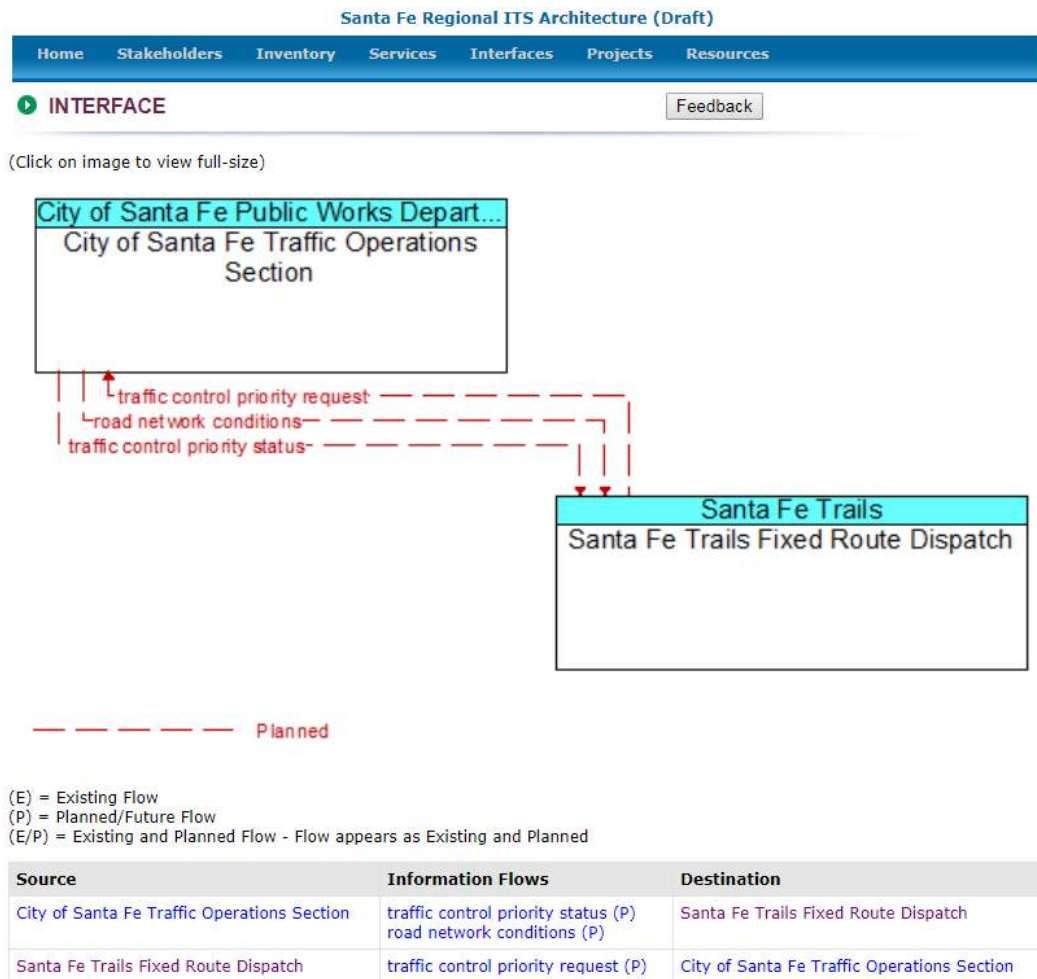 Santa Fe Regional ITS Architecture (Draft)
Home Stakeholders Inventory Services Interfaces Projects Resources
INTERFACE Feedback
(Click on image to view full-size)
City of Santa Fe Public Works Depart...
City of Santa Fe Traffic Operations
Section
traffic control priority request
road network conditions
traffic control priority status
Santa Fe Trails
Santa Fe Trails Fixed Route Dispatch
Planned
(E) = Existing Flow
(P) = Planned/Future Flow
(E/P) = Existing and Planned Flow - Flow appears as Existing and Planned
Source Information Flows Destination
City of Santa Fe Traffic Operations Section traffic control priority status (P) Santa Fe Trails Fixed Route Dispatch
road network conditions (P)
Santa Fe Trails Fixed Route Dispatch traffic control priority request (P) City of Santa Fe Traffic Operations Section